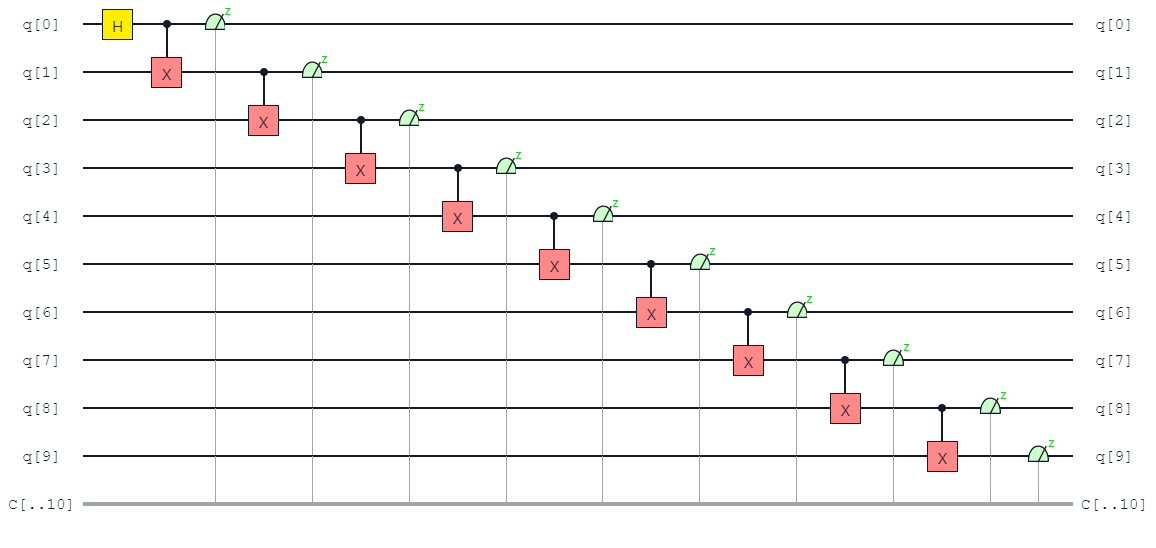 q[0] H z q[0]
q[1] X z q[1]
q[2] X z q[2]
q[3] X z q[3]
q[4] X z q[4]
q[5] X z q[5]
q[6] X z q[6]
q[7] X z q[7]
q[8] X z q[8]
q[9] X z q[9]
C[..10] C[..10]